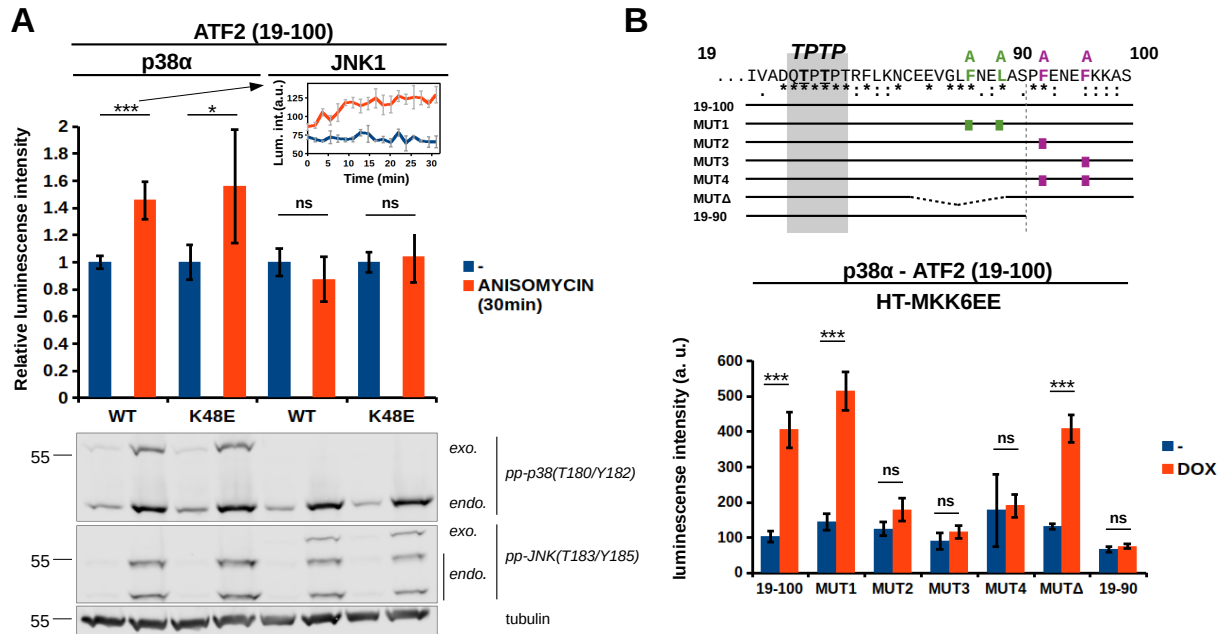 A
ATF2 (19-100)
p38α
JNK1
***
*
ns
ns
Lum int.(a.u.)
125
100
75
50
0 5 10 15 20 25 30
Time (min)
Relative luminescense intensity
2
1.8
1.6
1.4
1.2
1
0.8
0.6
0.4
0.2
0
-
ANISOMYCIN
(30min)
WT
K48E
WT
K48E
55
exo.
endo.
pp-p38(T180/Y182)
55
exo.
endo.
pp-JNK(T183/Y185)
55
tubulin
B
19
TPTP
A
A
90
A
A
100
...IVADQTPTPTRFLKNCEEVGLFNELASPFENEFKKAS
19-100
MUT1
MUT2
MUT3
MUT4
MUTΔ
19-90
p38α - ATF2 (19-100)
HT-MKK6EE
luminescense intensity (a. u.)
600
500
400
300
200
100
0
***
***
ns
ns
ns
***
ns
-
DOX
19-100
MUT1
MUT2
MUT3
MUT4
MUTΔ
19-90